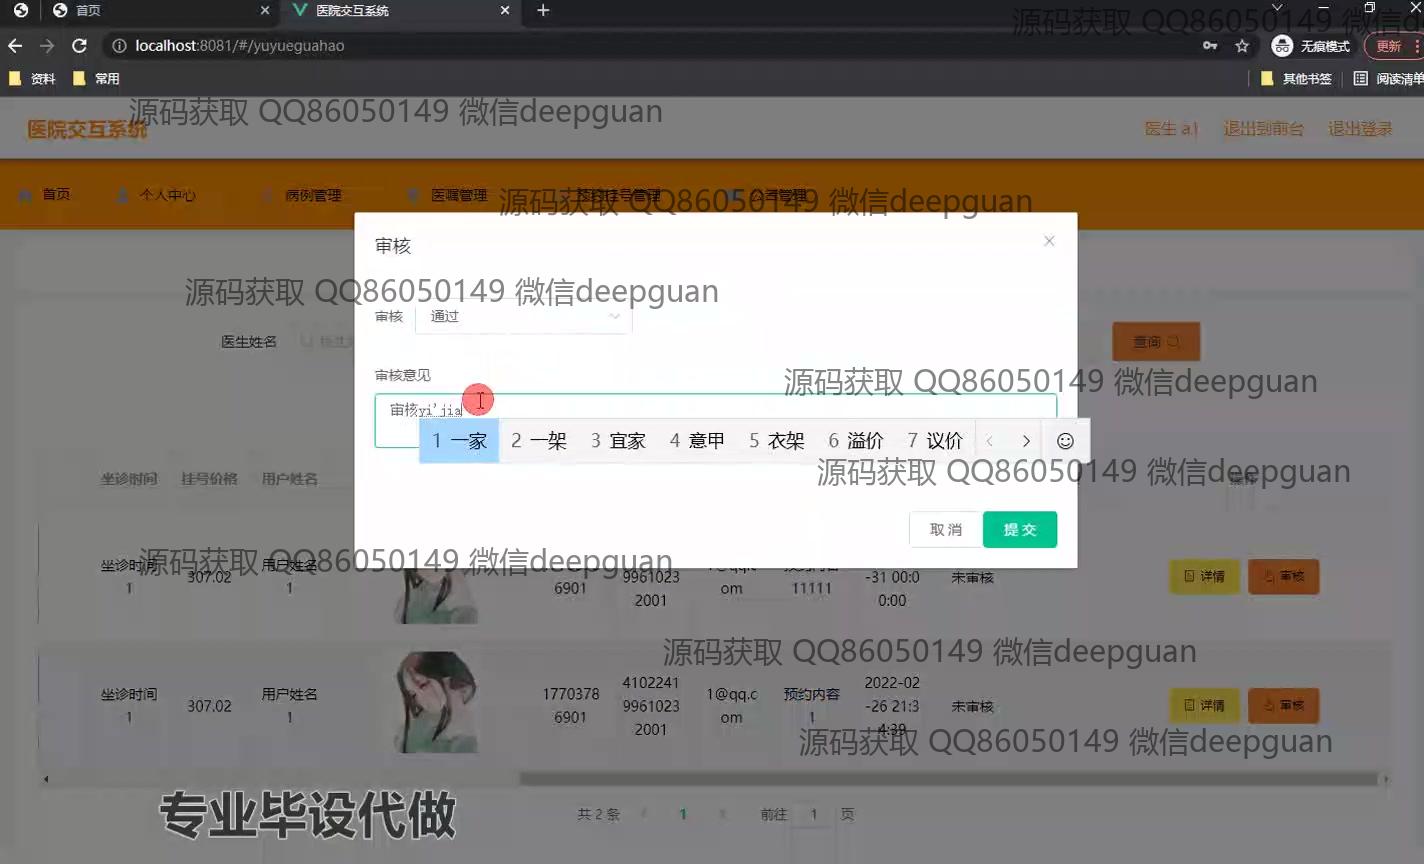 首页
医院交互系统
localhost:8081/#/yuyueguahao
无痕模式
更新
资料
常用
其他书签
阅读清单
源码获取 QQ86050149 微信d
源码获取 QQ86050149 微信deepguan
医院交互系统
医生 a1
退出到前台
退出登录
首页
个人中心
病例管理
医嘱管理
预约挂号管理
公告管理
源码获取 QQ86050149 微信deepguan
审核
源码获取 QQ86050149 微信deepguan
审核
通过
医生姓名
查询
审核意见
源码获取 QQ86050149 微信deepguan
审核yi'jia
1 一家 2 一架 3 宜家 4 意甲 5 衣架 6 溢价 7 议价
源码获取 QQ86050149 微信deepguan
坐诊时间 挂号价格 用户姓名
取消
提交
源码获取 QQ86050149 微信deepguan
坐诊时间
1
307.02
用户姓名
1
6901
9961023
2001
om
11111
-31 00:0
0:00
未审核
详情
审核
源码获取 QQ86050149 微信deepguan
坐诊时间
1
307.02
用户姓名
1
1770378
6901
4102241
9961023
2001
1@qq.c
om
预约内容
1
2022-02
-26 21:3
4:39
未审核
详情
审核
源码获取 QQ86050149 微信deepguan
专业毕设代做
共 2 条
1
前往 1 页